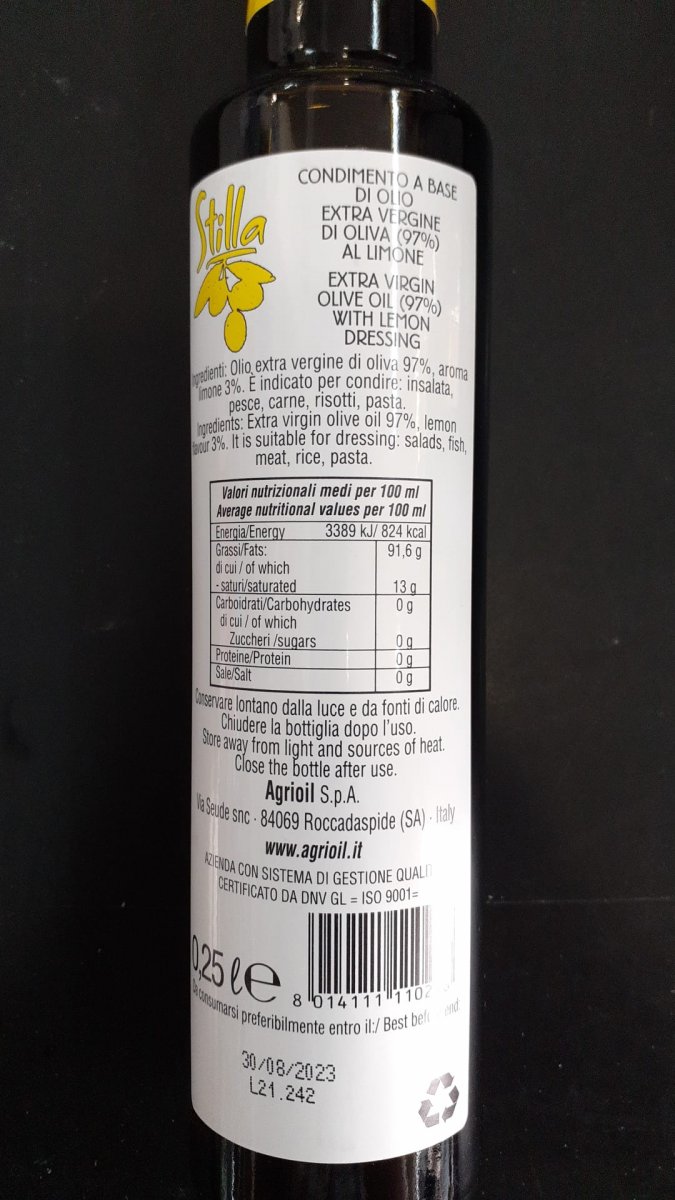 Stilla
CONDIMENTO A BASE
DI OLIO
EXTRA VERGINE
DI OLIVA (97%)
AL LIMONE
EXTRA VIRGIN
OLIVE OIL (97%)
WITH LEMON
DRESSING
Ingredienti: Olio extra vergine di oliva 97%, aroma
limone 3%. È indicato per condire: insalata,
pesce, carne, risotti, pasta.
Ingredients: Extra virgin olive oil 97%, lemon
flavour 3%. It is suitable for dressing: salads, fish,
meat, rice, pasta.
Valori nutrizionali medi per 100 ml
Average nutritional values per 100 ml
Energia/Energy 3389 kJ/ 824 kcal
Grassi/Fats: 91,6 g
di cui / of which
- saturi/saturated 13 g
Carboidrati/Carbohydrates 0 g
di cui / of which
Zuccheri /sugars 0 g
Proteine/Protein 0 g
Sale/Salt 0 g
Conservare lontano dalla luce e da fonti di calore.
Chiudere la bottiglia dopo l'uso.
Store away from light and sources of heat.
Close the bottle after use.
Agrioil S.p.A.
Via Seude snc - 84069 Roccadaspide (SA) - Italy
www.agrioil.it
AZIENDA CON SISTEMA DI GESTIONE
CERTIFICATO DA DNV GL = ISO 9001=
0,25 l e
8 014111 1102
Da consumarsi preferibilmente entro il:/ Best end:
30/08/2023
L21.242